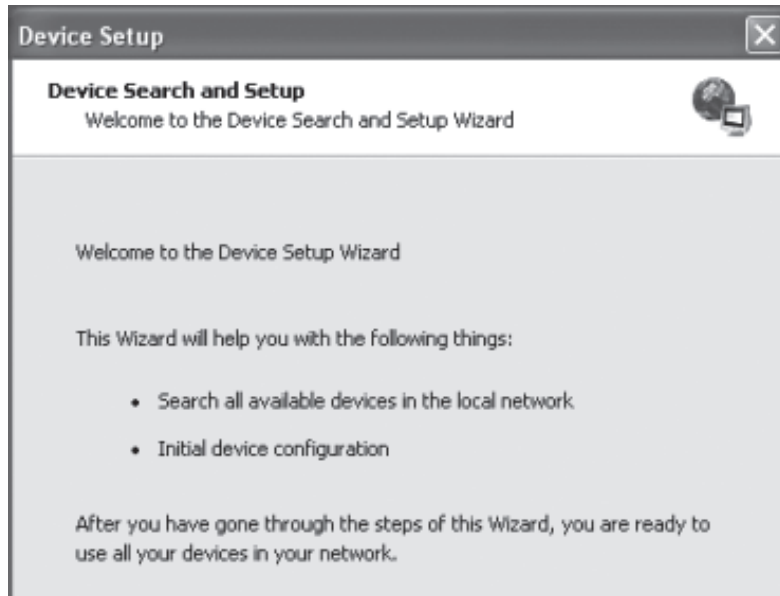 Device Setup
Device Search and Setup
Welcome to the Device Search and Setup Wizard
Welcome to the Device Setup Wizard
This Wizard will help you with the following things:
• Search all available devices in the local network
• Initial device configuration
After you have gone through the steps of this Wizard, you are ready to
use all your devices in your network.